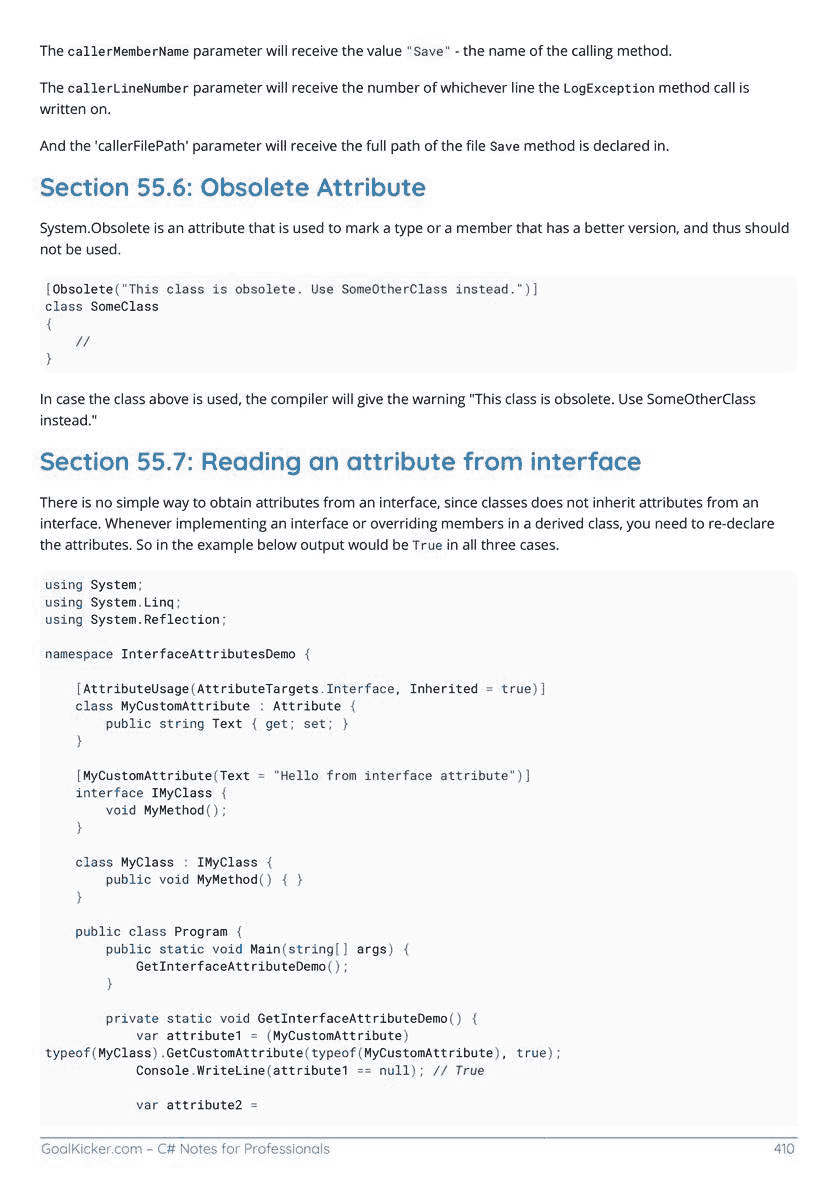 The callerMemberName parameter will receive the value "Save" - the name of the calling method.
The callerLineNumber parameter will receive the number of whichever line the LogException method call is
written on.
And the 'callerFilePath' parameter will receive the full path of the file Save method is declared in.
Section 55.6: Obsolete Attribute
System.Obsolete is an attribute that is used to mark a type or a member that has a better version, and thus should
not be used.
[Obsolete("This class is obsolete. Use SomeOtherClass instead.")]
class SomeClass
{
    //
}
In case the class above is used, the compiler will give the warning "This class is obsolete. Use SomeOtherClass
instead."
Section 55.7: Reading an attribute from interface
There is no simple way to obtain attributes from an interface, since classes does not inherit attributes from an
interface. Whenever implementing an interface or overriding members in a derived class, you need to re-declare
the attributes. So in the example below output would be True in all three cases.
using System;
using System.Linq;
using System.Reflection;
namespace InterfaceAttributesDemo {
    [AttributeUsage(AttributeTargets.Interface, Inherited = true)]
    class MyCustomAttribute : Attribute {
        public string Text { get; set; }
    }
    [MyCustomAttribute(Text = "Hello from interface attribute")]
    interface IMyClass {
        void MyMethod();
    }
    class MyClass : IMyClass {
        public void MyMethod() { }
    }
    public class Program {
        public static void Main(string[] args) {
            GetInterfaceAttributeDemo();
        }
        private static void GetInterfaceAttributeDemo() {
            var attribute1 = (MyCustomAttribute)
typeof(MyClass).GetCustomAttribute(typeof(MyCustomAttribute), true);
            Console.WriteLine(attribute1 == null); // True
            var attribute2 =
GoalKicker.com – C# Notes for Professionals
410